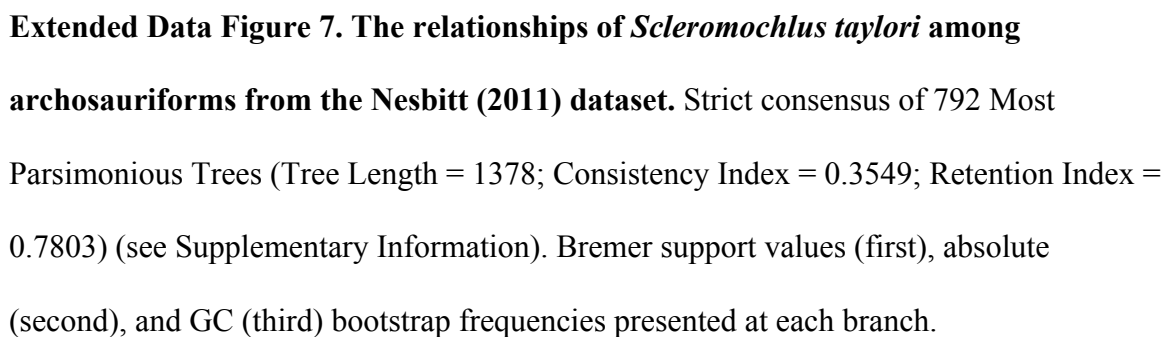 Extended Data Figure 7. The relationships of Scleromochlus taylori among
archosauriforms from the Nesbitt (2011) dataset. Strict consensus of 792 Most
Parsimonious Trees (Tree Length = 1378; Consistency Index = 0.3549; Retention Index =
0.7803) (see Supplementary Information). Bremer support values (first), absolute
(second), and GC (third) bootstrap frequencies presented at each branch.